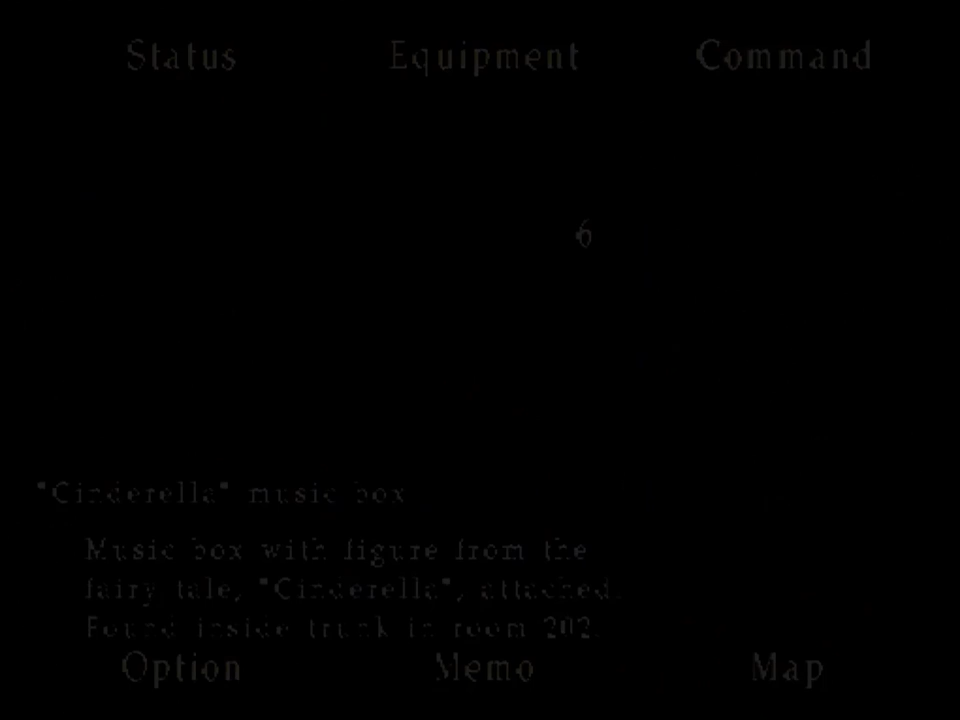 Status Equipment Command
6
"Cinderella" music box
Music box with figure from the
fairy tale, "Cinderella", attached.
Found inside trunk in room 202.
Option Memo Map